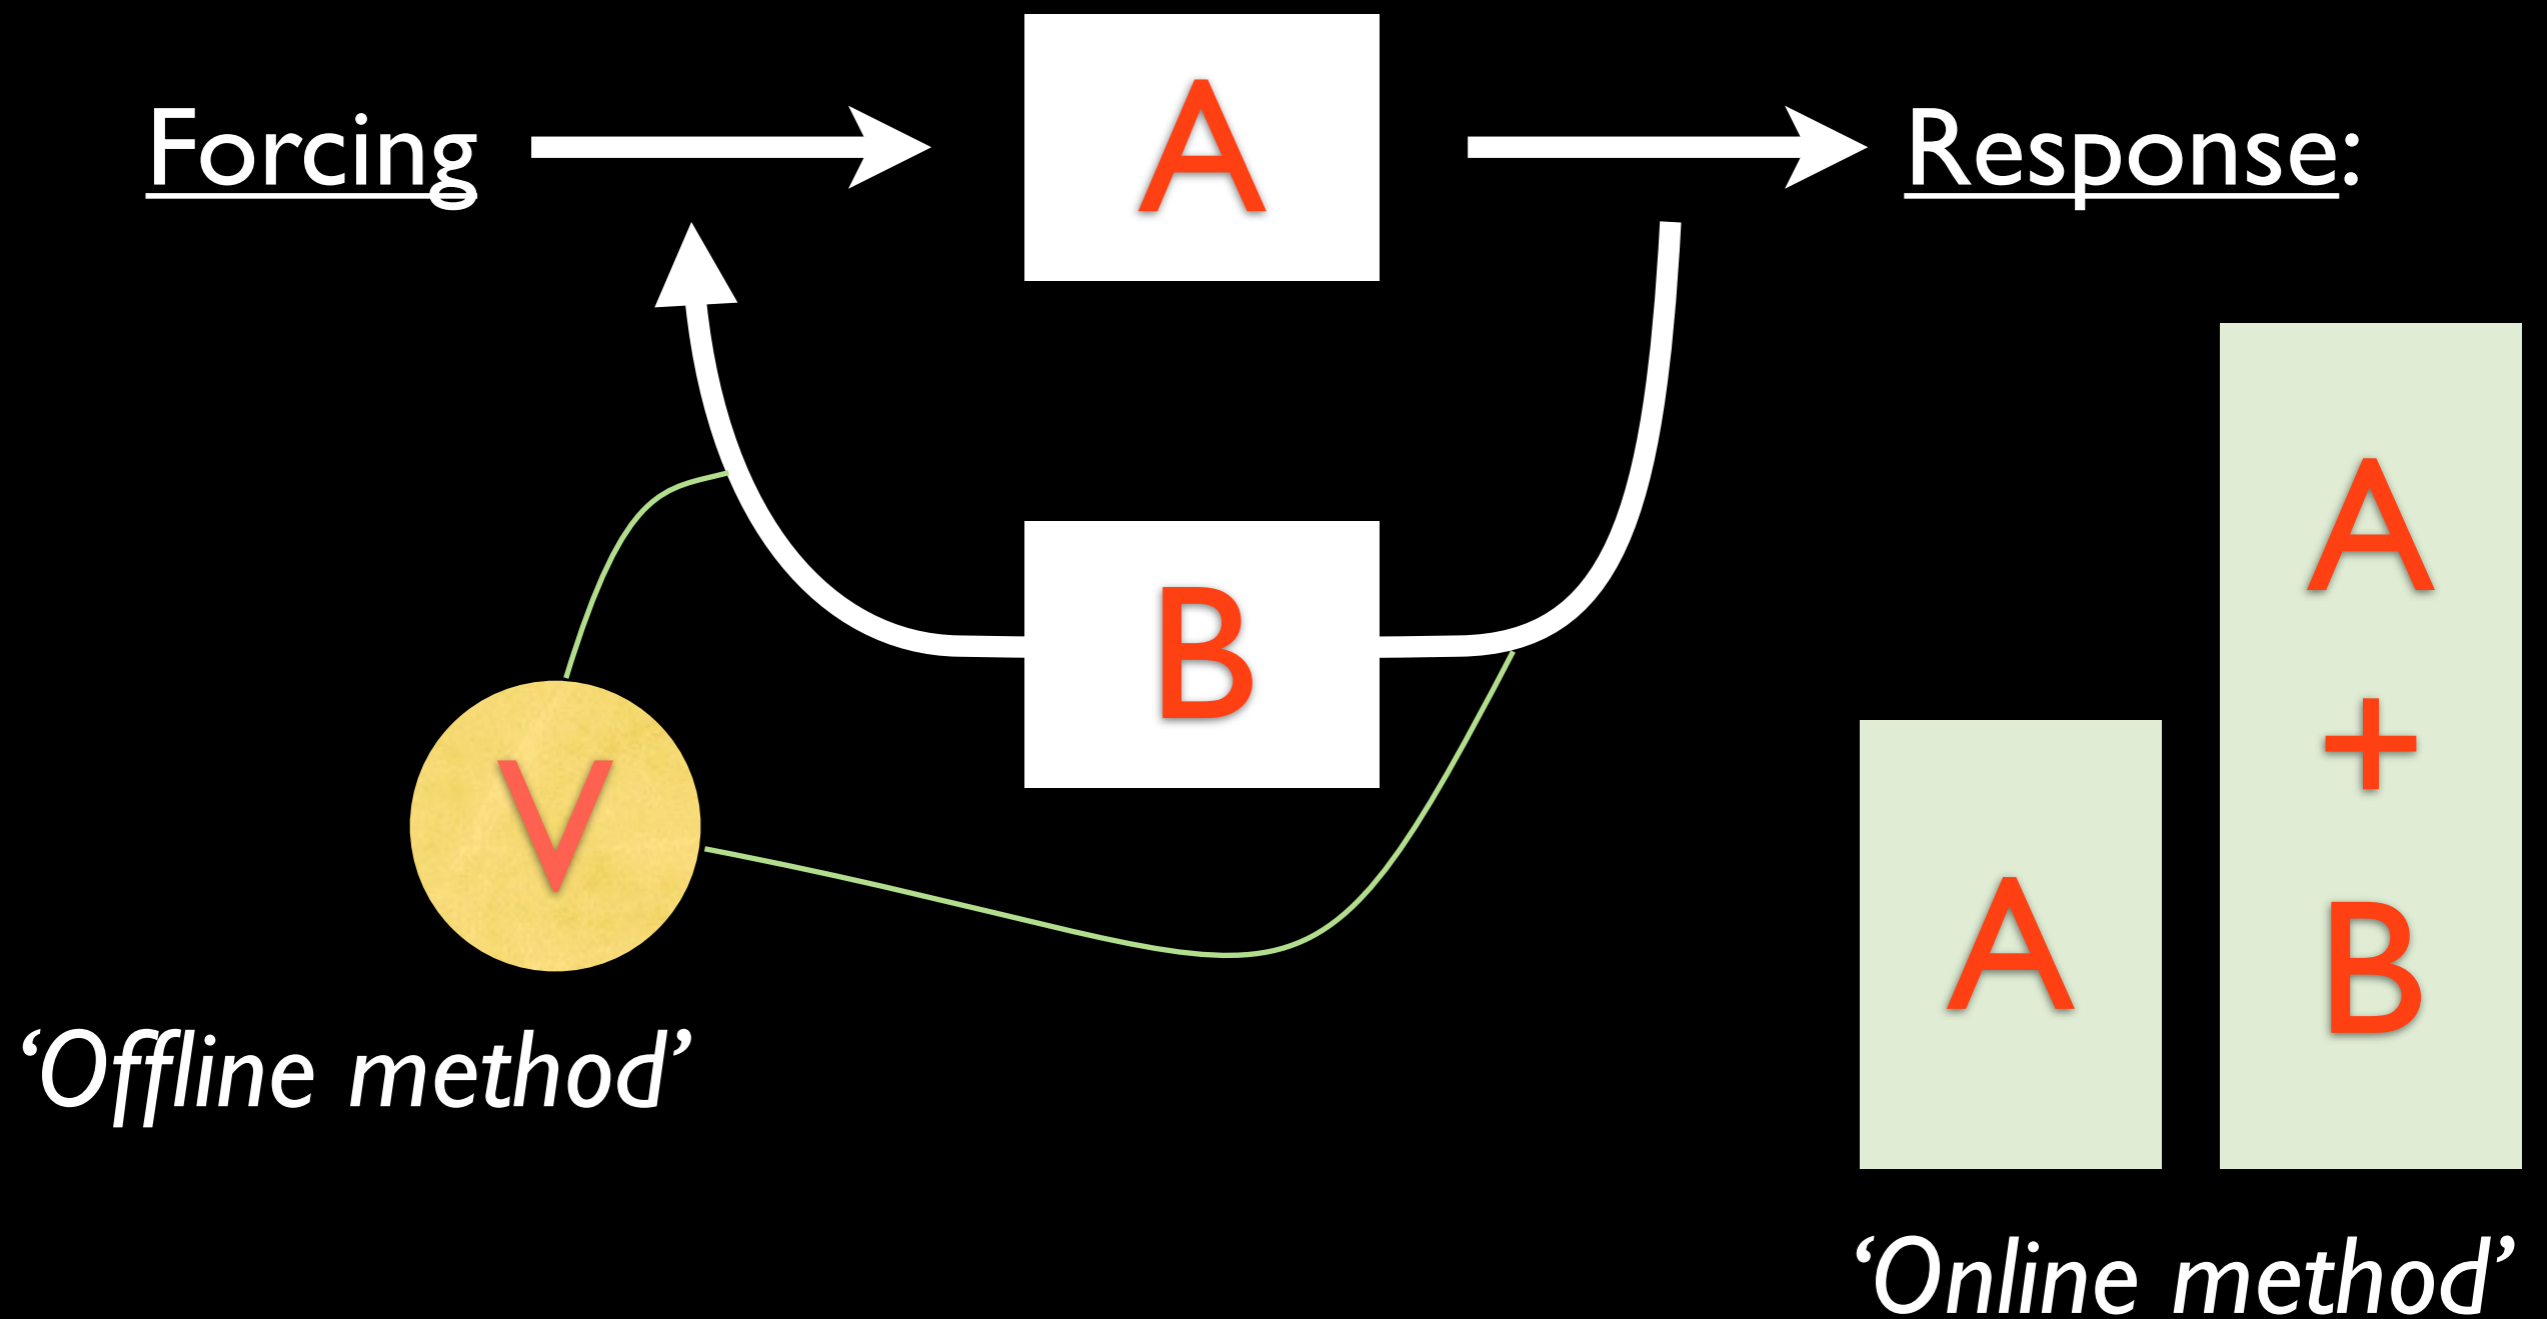 Forcing
A
Response:
B
V
A
A
+
B
‘Offline method’
‘Online method’